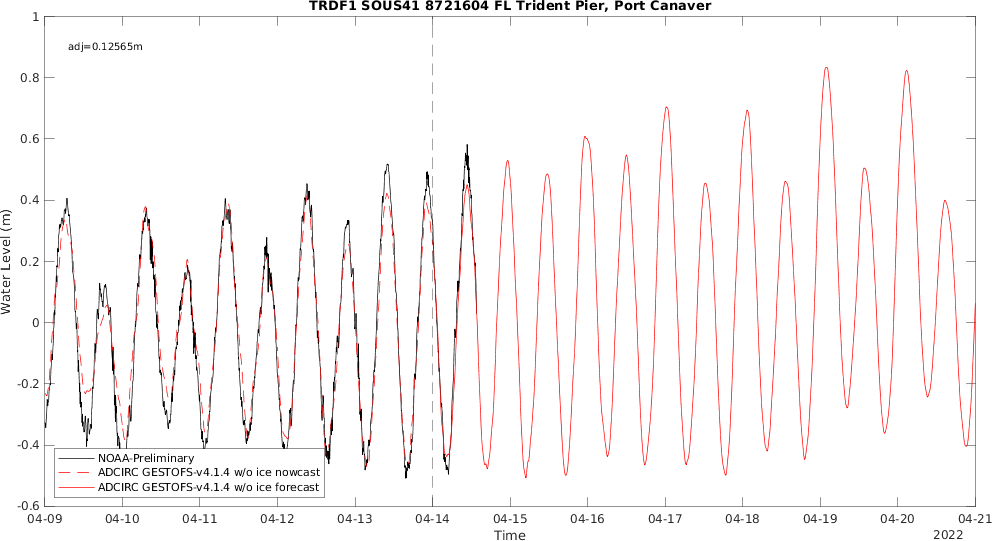 TRDF1 SOUS41 8721604 FL Trident Pier, Port Canaver
adj=0.12565m
Water Level (m)
1
0.8
0.6
0.4
0.2
0
-0.2
-0.4
-0.6
NOAA-Preliminary
ADCIRC GESTOFS-v4.1.4 w/o ice nowcast
ADCIRC GESTOFS-v4.1.4 w/o ice forecast
04-09 04-10 04-11 04-12 04-13 04-14 04-15 04-16 04-17 04-18 04-19 04-20 04-21
Time
2022